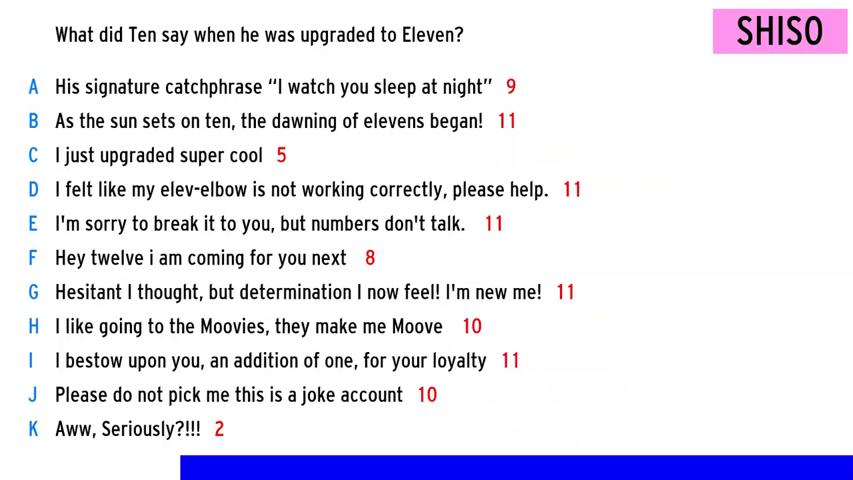 What did Ten say when he was upgraded to Eleven?
SHISO
A His signature catchphrase “I watch you sleep at night” 9
B As the sun sets on ten, the dawning of elevens began! 11
C I just upgraded super cool 5
D I felt like my elev-elbow is not working correctly, please help. 11
E I'm sorry to break it to you, but numbers don't talk. 11
F Hey twelve i am coming for you next 8
G Hesitant I thought, but determination I now feel! I'm new me! 11
H I like going to the Moovies, they make me Moove 10
I I bestow upon you, an addition of one, for your loyalty 11
J Please do not pick me this is a joke account 10
K Aww, Seriously?!!! 2